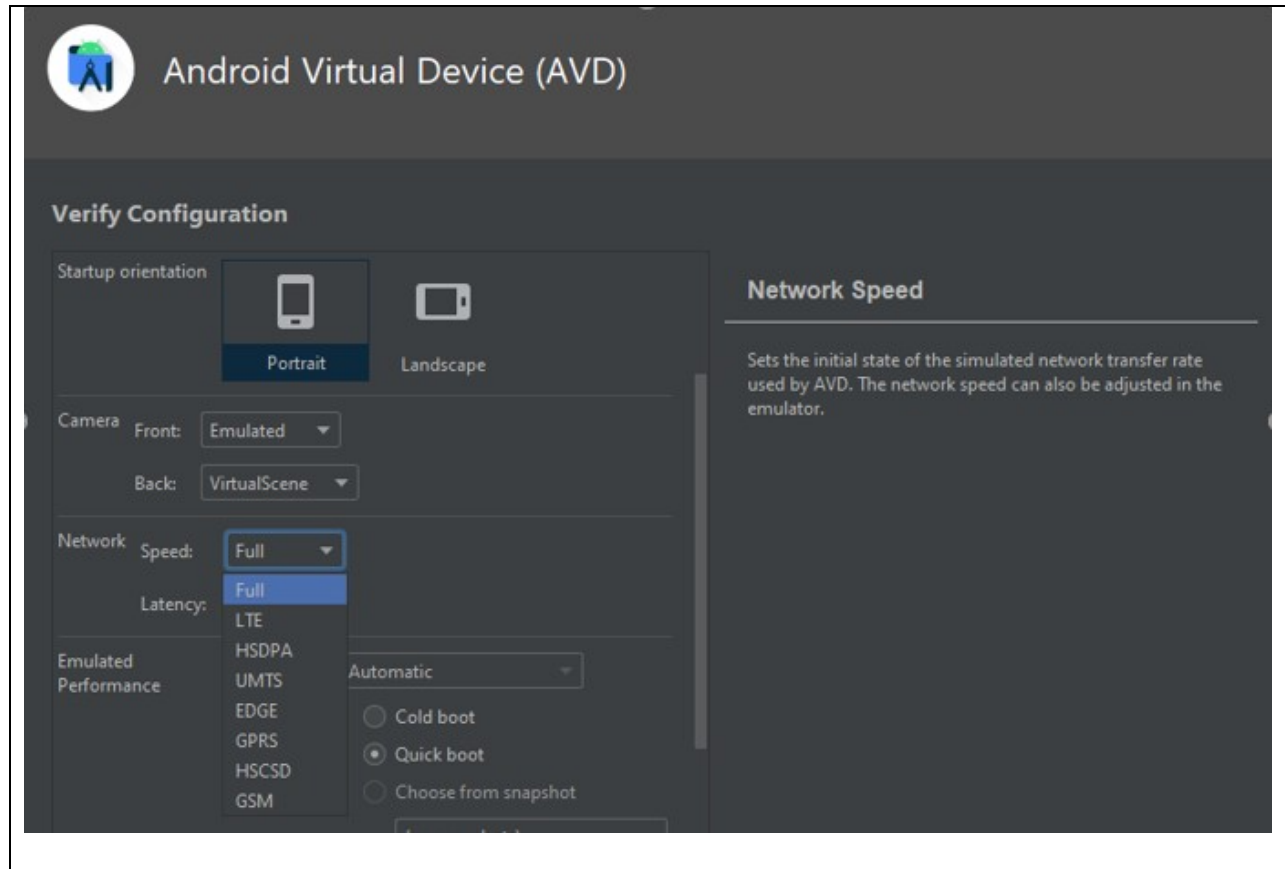 Android Virtual Device (AVD)
Verify Configuration
Startup orientation
Portrait
Landscape
Camera
Front:
Emulated
Back:
VirtualScene
Network
Speed:
Full
Full
LTE
HSDPA
UMTS
EDGE
GPRS
HSCSD
GSM
Latency:
Emulated
Performance
Automatic
Cold boot
Quick boot
Choose from snapshot
Network Speed
Sets the initial state of the simulated network transfer rate
used by AVD. The network speed can also be adjusted in the
emulator.